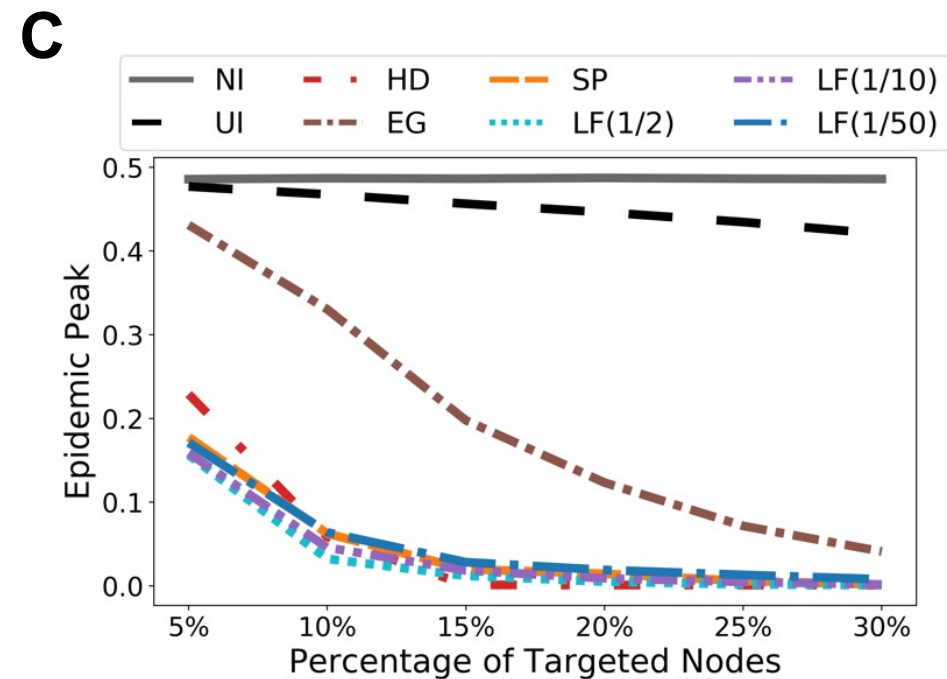 C
NI HD SP LF(1/10)
UI EG LF(1/2) LF(1/50)
0.5
0.4
0.3
0.2
0.1
0.0
Epidemic Peak
5% 10% 15% 20% 25% 30%
Percentage of Targeted Nodes